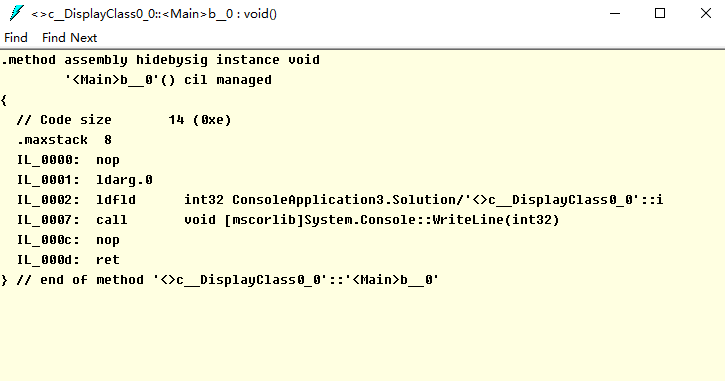 <>c__DisplayClass0_0::<Main>b__0 : void()
Find Find Next
.method assembly hidebysig instance void
        '<Main>b__0'() cil managed
{
  // Code size       14 (0xe)
  .maxstack  8
  IL_0000:  nop
  IL_0001:  ldarg.0
  IL_0002:  ldfld      int32 ConsoleApplication3.Solution/'<>c__DisplayClass0_0'::i
  IL_0007:  call       void [mscorlib]System.Console::WriteLine(int32)
  IL_000c:  nop
  IL_000d:  ret
} // end of method '<>c__DisplayClass0_0'::'<Main>b__0'